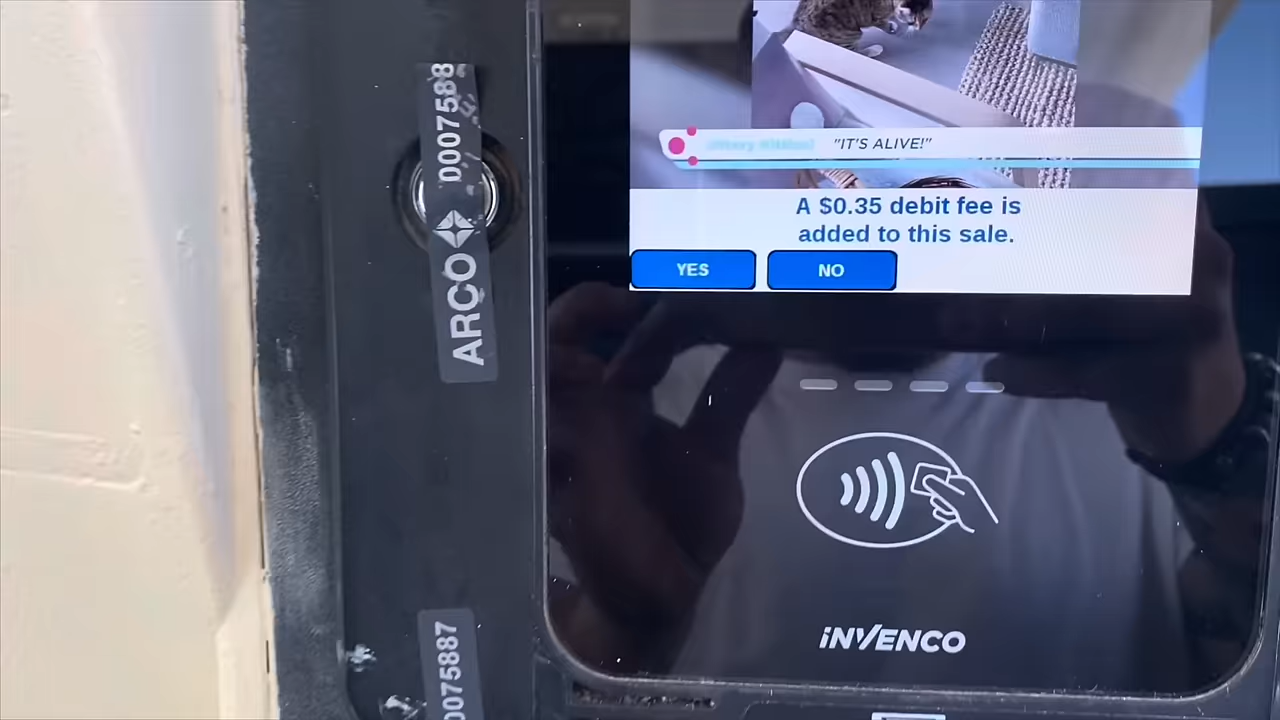 0007588
ARCO
"IT'S ALIVE!"
A $0.35 debit fee is
added to this sale.
YES
NO
iNVENCO
0075887